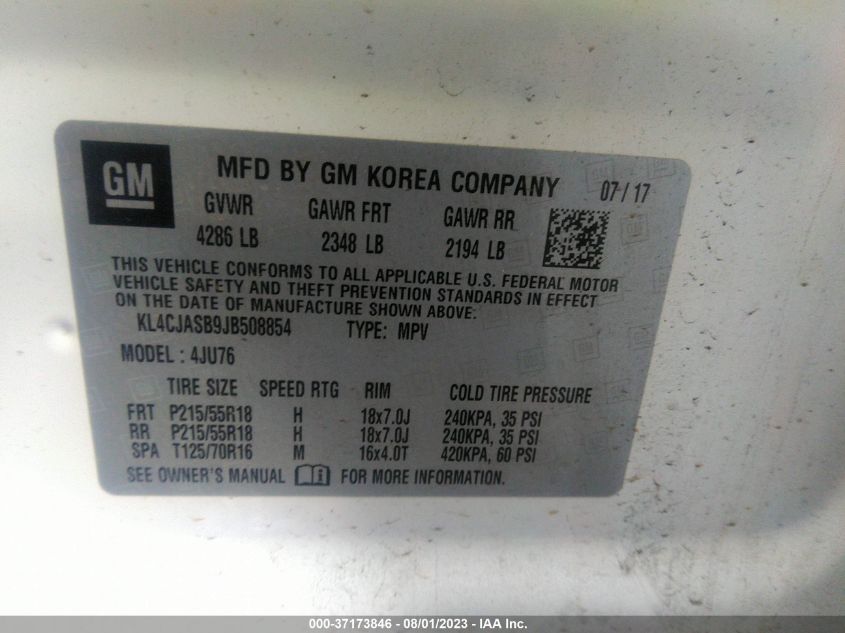 GM
MFD BY GM KOREA COMPANY 07/17
GVWR GAWR FRT GAWR RR
4286 LB 2348 LB 2194 LB
THIS VEHICLE CONFORMS TO ALL APPLICABLE U.S. FEDERAL MOTOR
VEHICLE SAFETY AND THEFT PREVENTION STANDARDS IN EFFECT
ON THE DATE OF MANUFACTURE SHOWN ABOVE.
KL4CJASB9JB508854 TYPE: MPV
MODEL : 4JU76
TIRE SIZE SPEED RTG RIM COLD TIRE PRESSURE
FRT P215/55R18 H 18x7.0J 240KPA, 35 PSI
RR P215/55R18 H 18x7.0J 240KPA, 35 PSI
SPA T125/70R16 M 16x4.0T 420KPA, 60 PSI
SEE OWNER'S MANUAL FOR MORE INFORMATION.
000-37173846 - 08/01/2023 - IAA Inc.